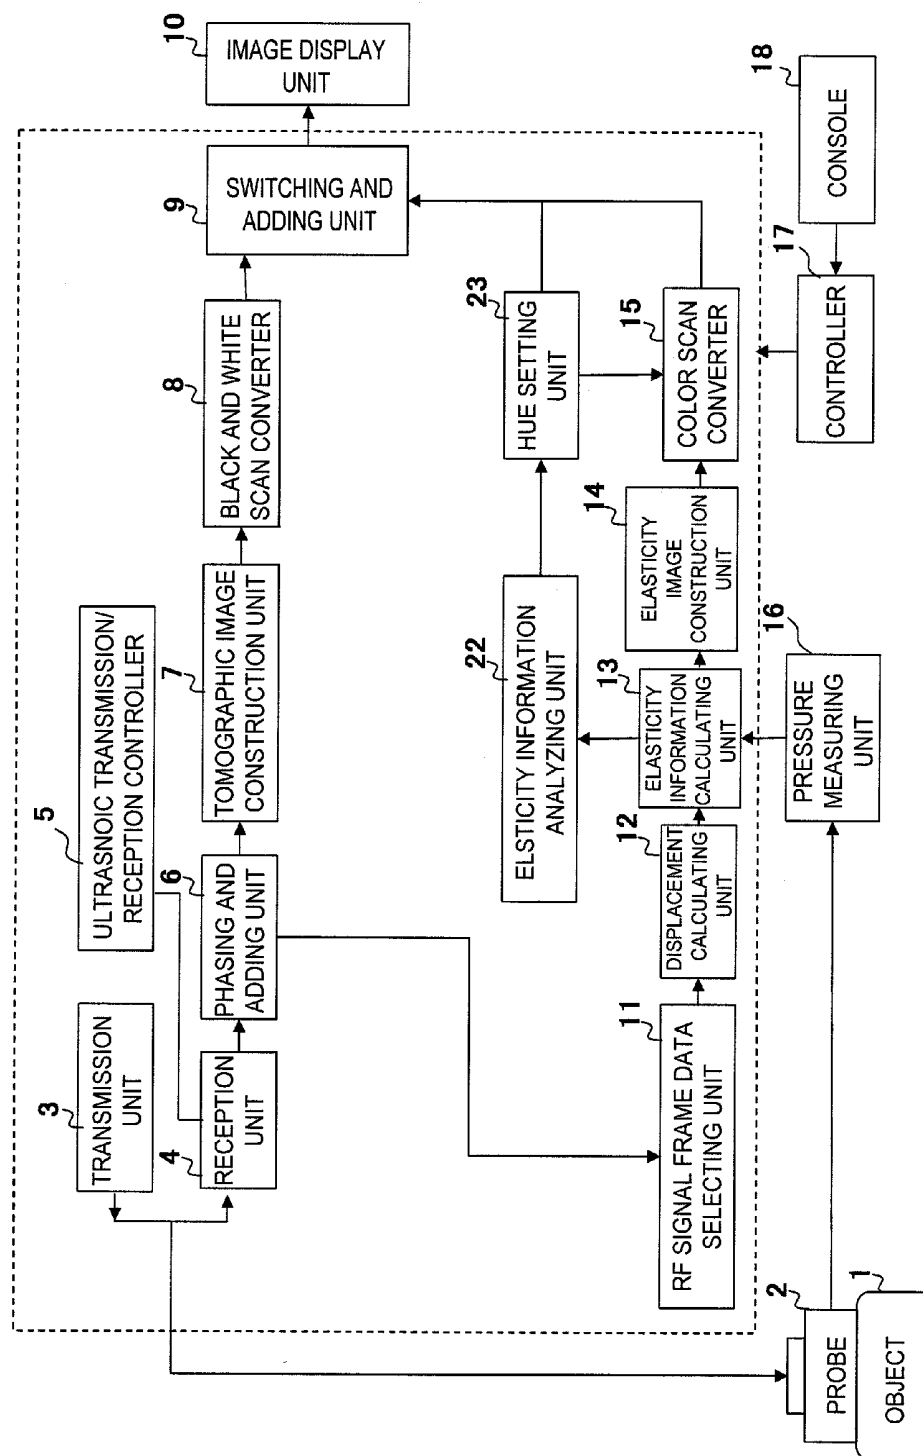 10
IMAGE DISPLAY
UNIT
9
SWITCHING AND
ADDING UNIT
8
BLACK AND WHITE
SCAN CONVERTER
7
TOMOGRAPHIC IMAGE
CONSTRUCTION UNIT
5
ULTRASNOIC TRANSMISSION/
RECEPTION CONTROLLER
6
PHASING AND
ADDING UNIT
3
TRANSMISSION
UNIT
4
RECEPTION
UNIT
23
HUE SETTING
UNIT
22
ELSTICITY INFORMATION
ANALYZING UNIT
15
COLOR SCAN
CONVERTER
14
ELASTICITY
IMAGE
CONSTRUCTION
UNIT
13
ELASTICITY
INFORMATION
CALCULATING
UNIT
12
DISPLACEMENT
CALCULATING
UNIT
11
RF SIGNAL FRAME DATA
SELECTING UNIT
18
CONSOLE
17
CONTROLLER
16
PRESSURE
MEASURING
UNIT
2
PROBE
1
OBJECT